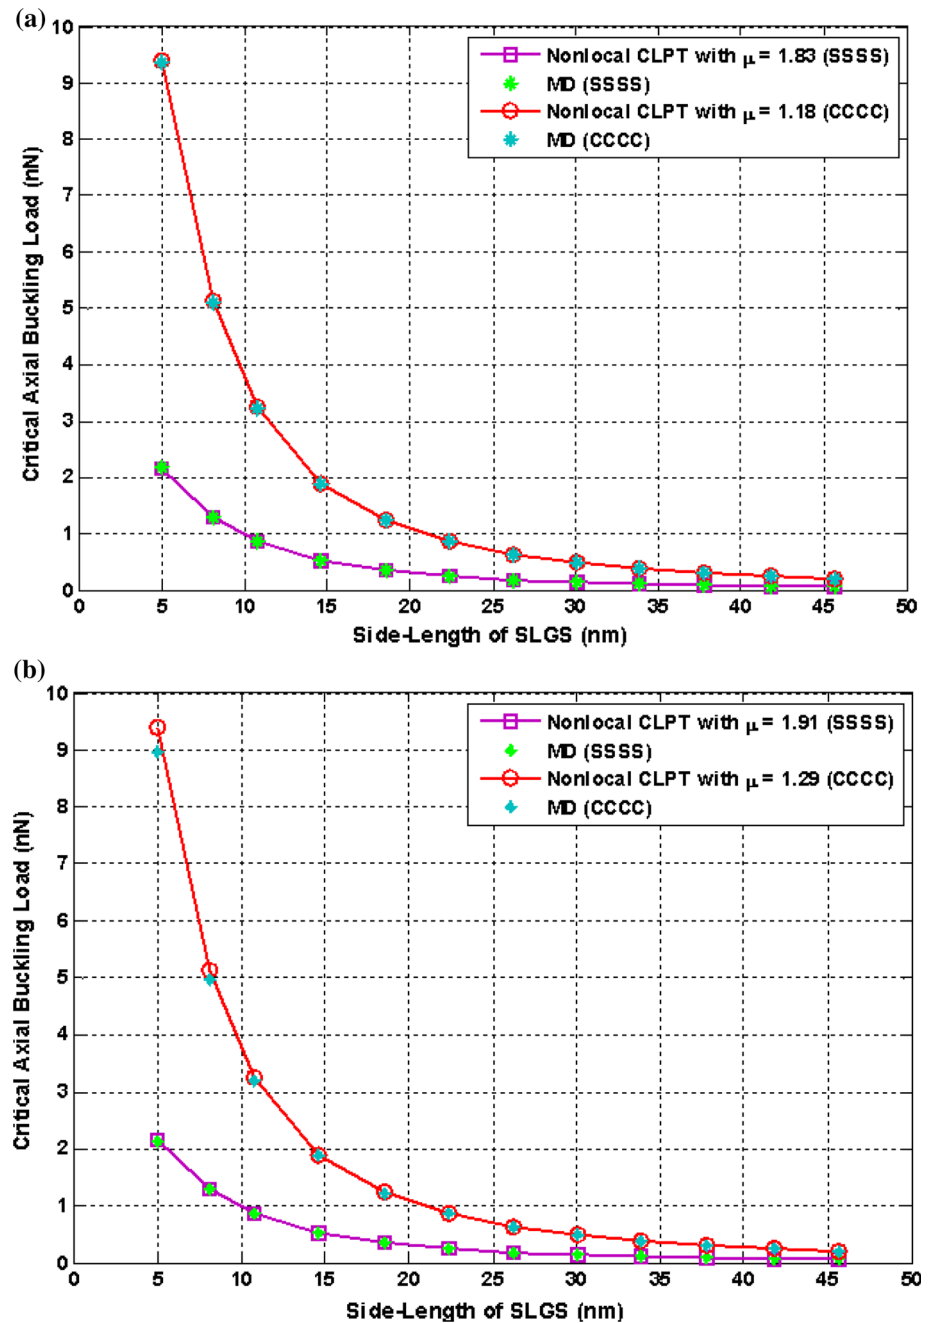 (a)
10
9
8
7
6
5
4
3
2
1
0
Critical Axial Buckling Load (nN)
Nonlocal CLPT with μ = 1.83 (SSSS)
MD (SSSS)
Nonlocal CLPT with μ = 1.18 (CCCC)
MD (CCCC)
0 5 10 15 20 25 30 35 40 45 50
Side-Length of SLGS (nm)
(b)
10
9
8
7
6
5
4
3
2
1
0
Critical Axial Buckling Load (nN)
Nonlocal CLPT with μ = 1.91 (SSSS)
MD (SSSS)
Nonlocal CLPT with μ = 1.29 (CCCC)
MD (CCCC)
0 5 10 15 20 25 30 35 40 45 50
Side-Length of SLGS (nm)